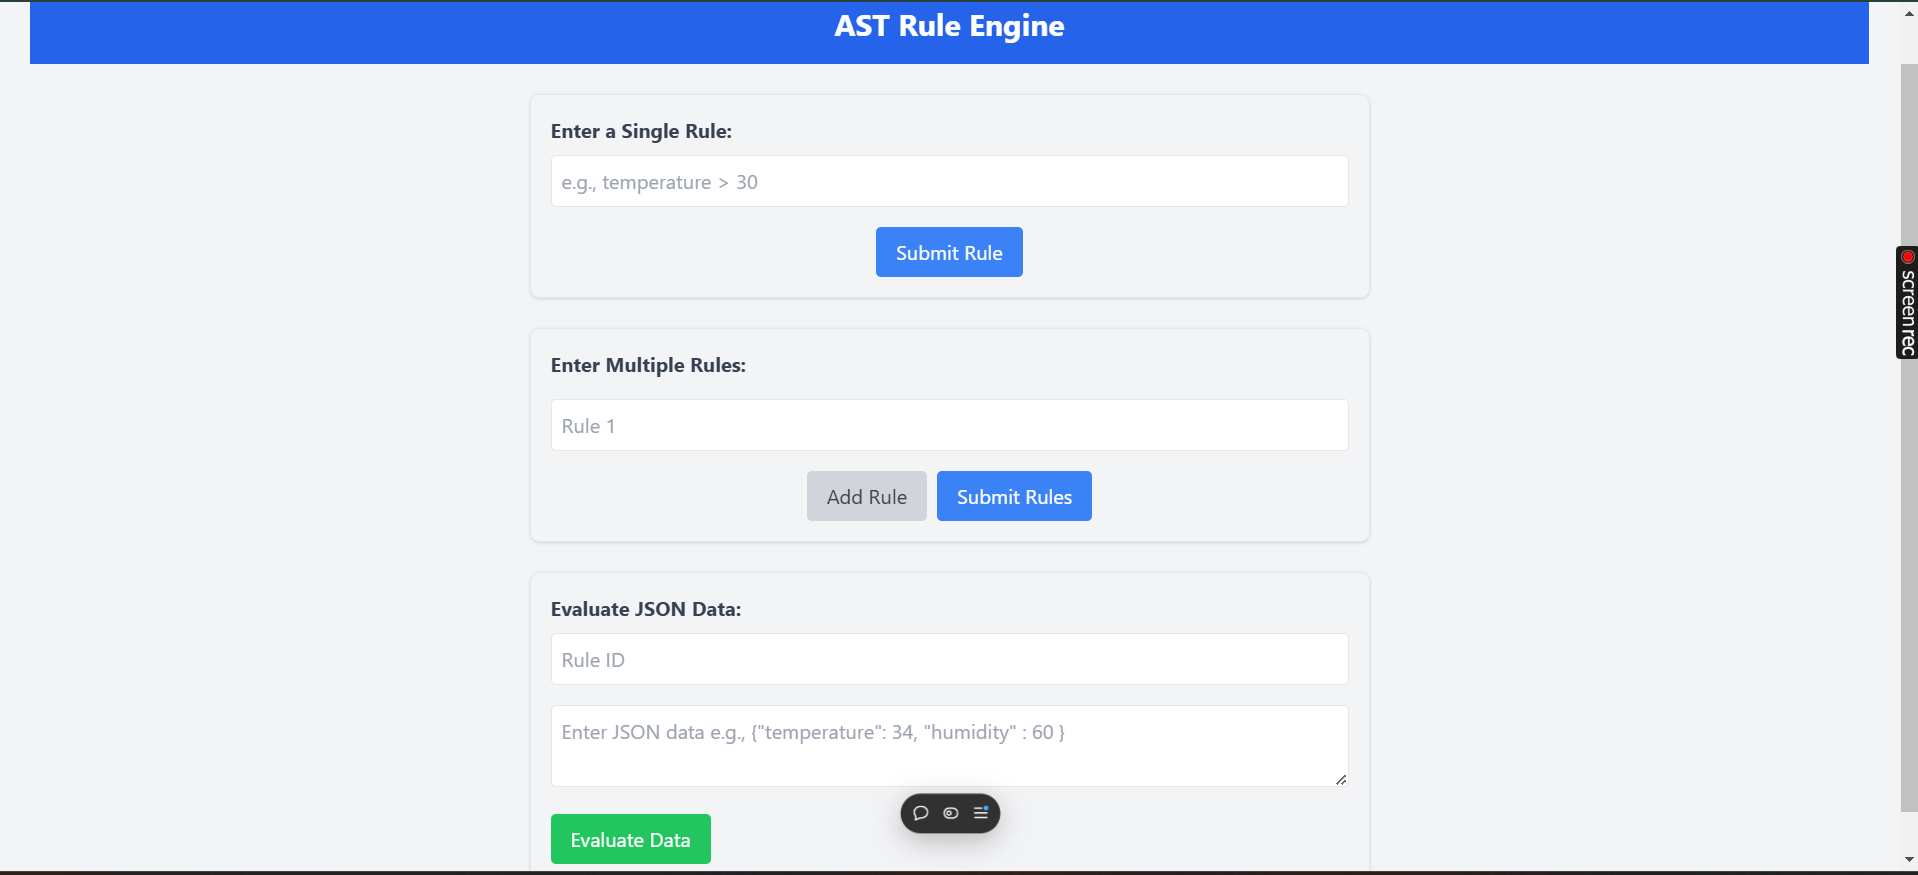 AST Rule Engine
Enter a Single Rule:
e.g., temperature > 30
Submit Rule
Enter Multiple Rules:
Rule 1
Add Rule
Submit Rules
Evaluate JSON Data:
Rule ID
Enter JSON data e.g., {"temperature": 34, "humidity" : 60 }
Evaluate Data
screenrec